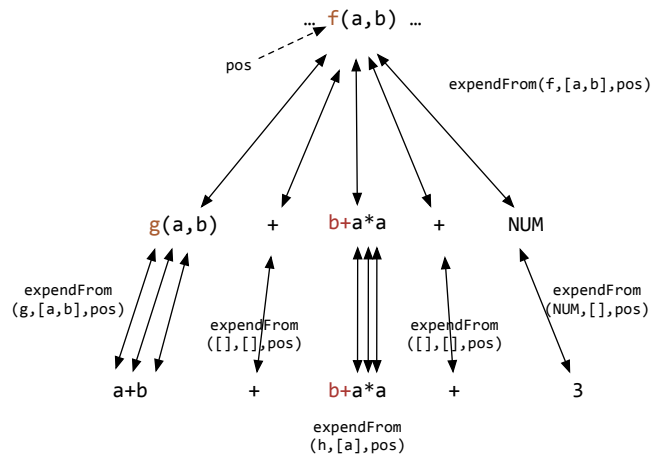 … f(a,b) …
pos
expendFrom(f,[a,b],pos)
g(a,b) + b+a*a + NUM
expendFrom
(g,[a,b],pos)
expendFrom
([],[],pos)
expendFrom
([],[],pos)
expendFrom
(NUM,[],pos)
a+b + b+a*a + 3
expendFrom
(h,[a],pos)